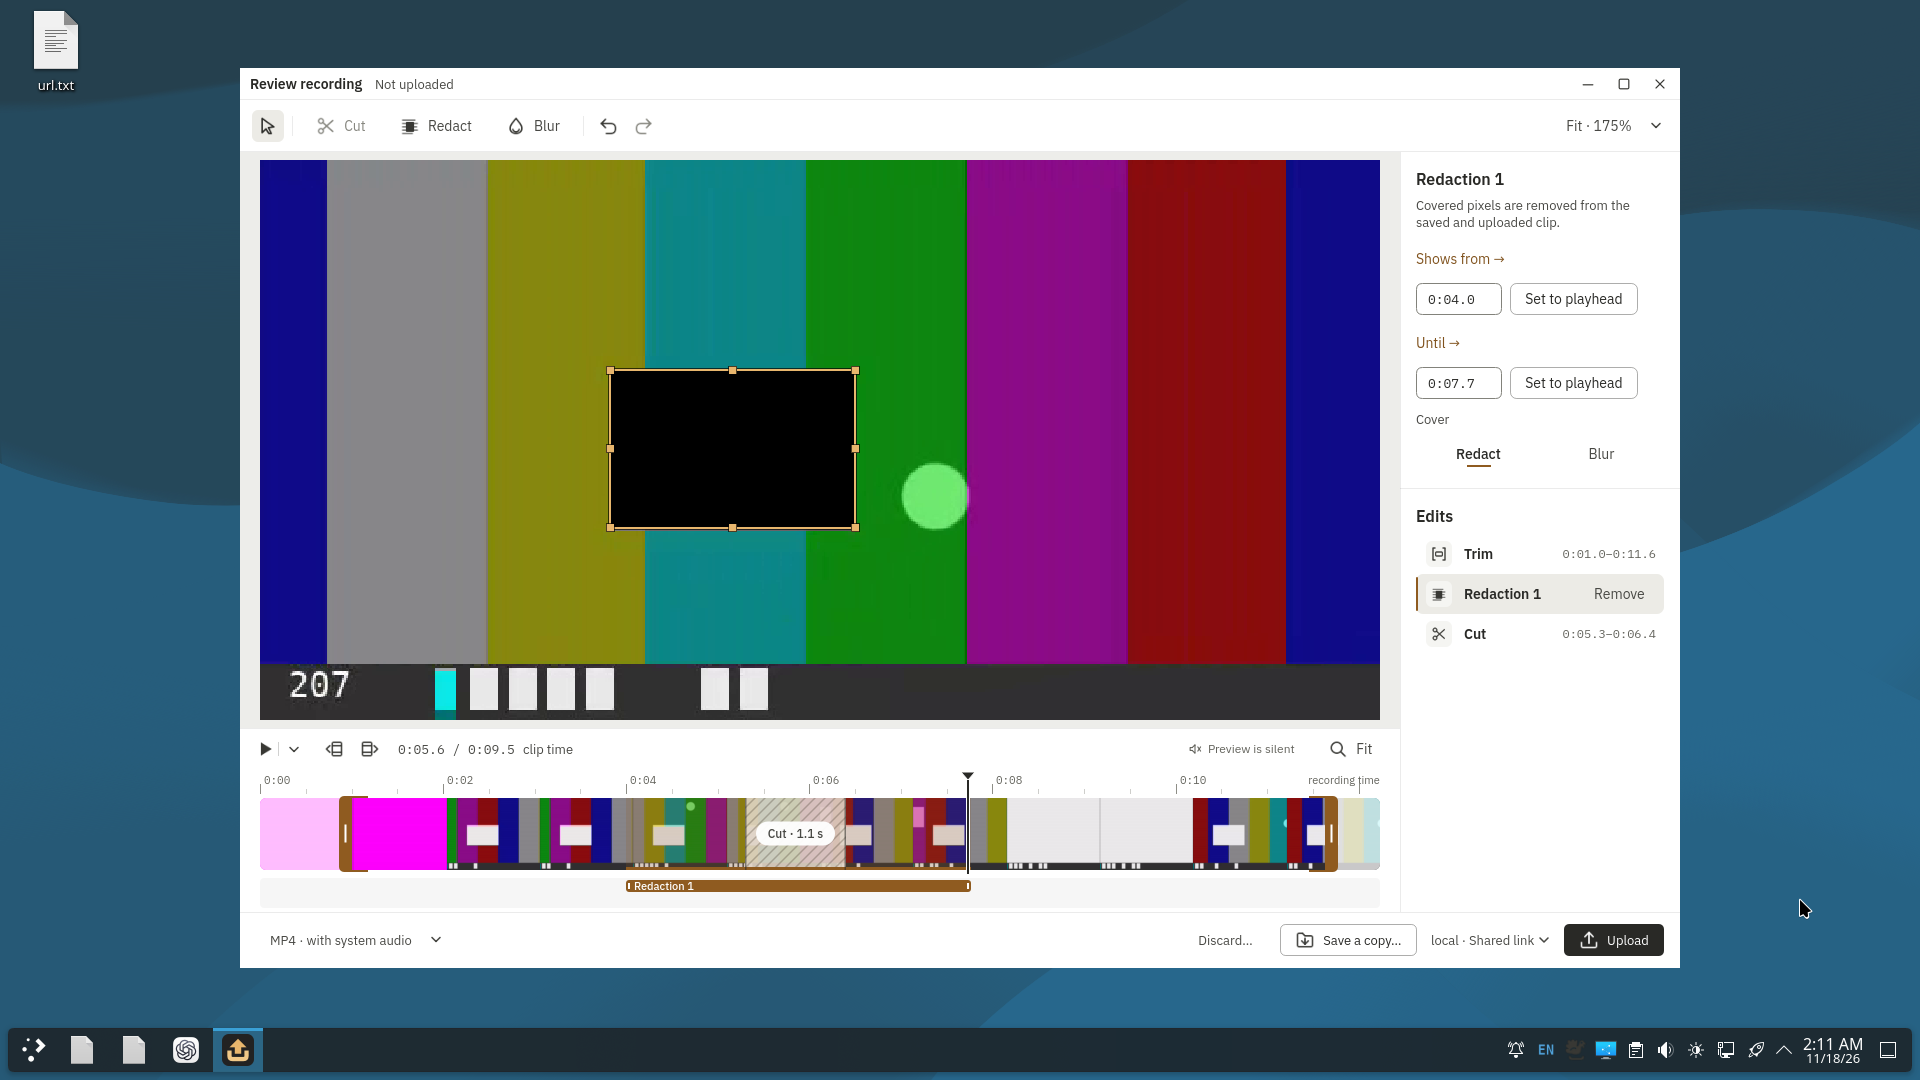 url.txt
Review recording Not uploaded
Cut Redact Blur Fit · 175%
Redaction 1
Covered pixels are removed from the
saved and uploaded clip.
Shows from →
0:04.0 Set to playhead
Until →
0:07.7 Set to playhead
Cover
Redact Blur
Edits
Trim 0:01.0–0:11.6
Redaction 1 Remove
Cut 0:05.3–0:06.4
207
0:05.6 / 0:09.5 clip time Preview is silent Fit
0:00 0:02 0:04 0:06 0:08 0:10 recording time
Cut · 1.1 s
Redaction 1
MP4 · with system audio Discard... Save a copy... local · Shared link Upload
EN 2:11 AM
11/18/26